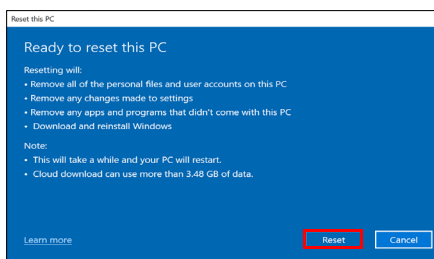 Reset this PC
Ready to reset this PC
Resetting will:
• Remove all of the personal files and user accounts on this PC
• Remove any changes made to settings
• Remove any apps and programs that didn't come with this PC
• Download and reinstall Windows
Note:
• This will take a while and your PC will restart.
• Cloud download can use more than 3.48 GB of data.
Learn more
Reset
Cancel